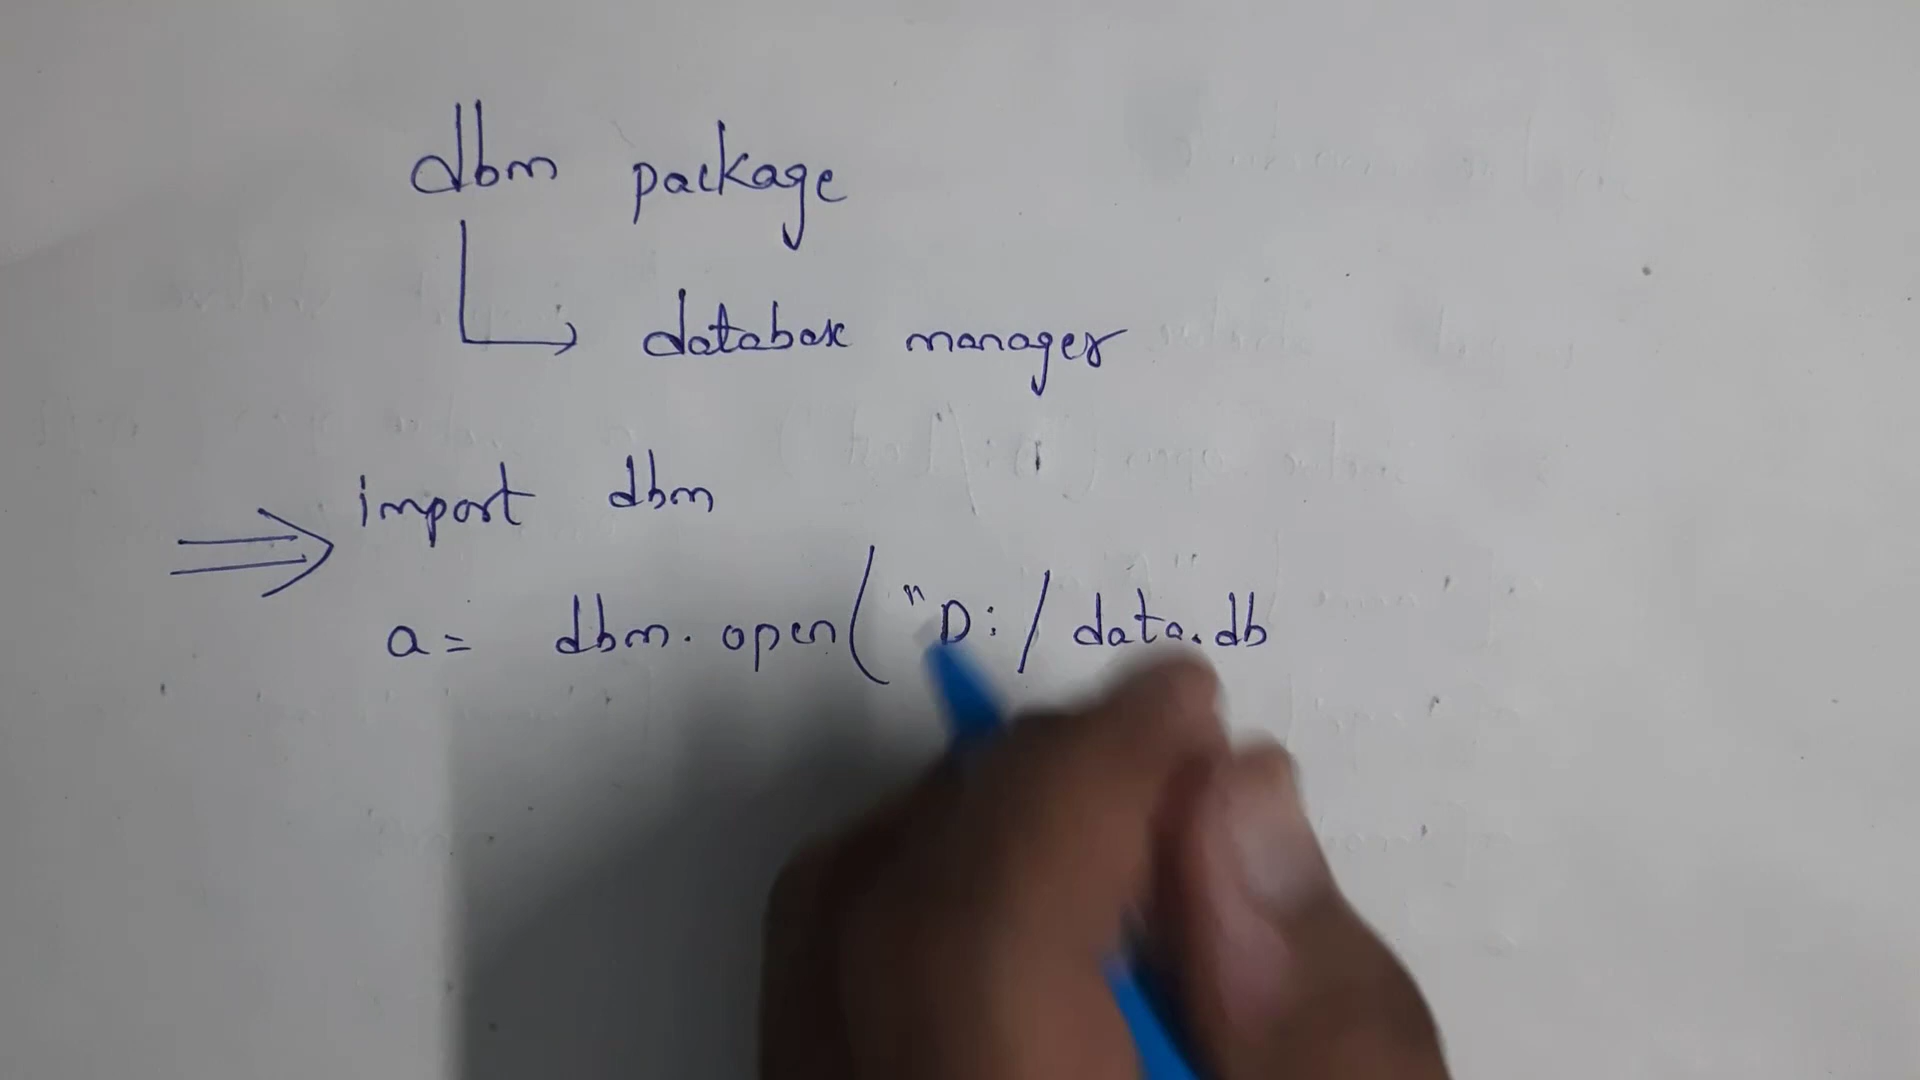 dbm package
database manager
import dbm
a = dbm.open("D:/data.db